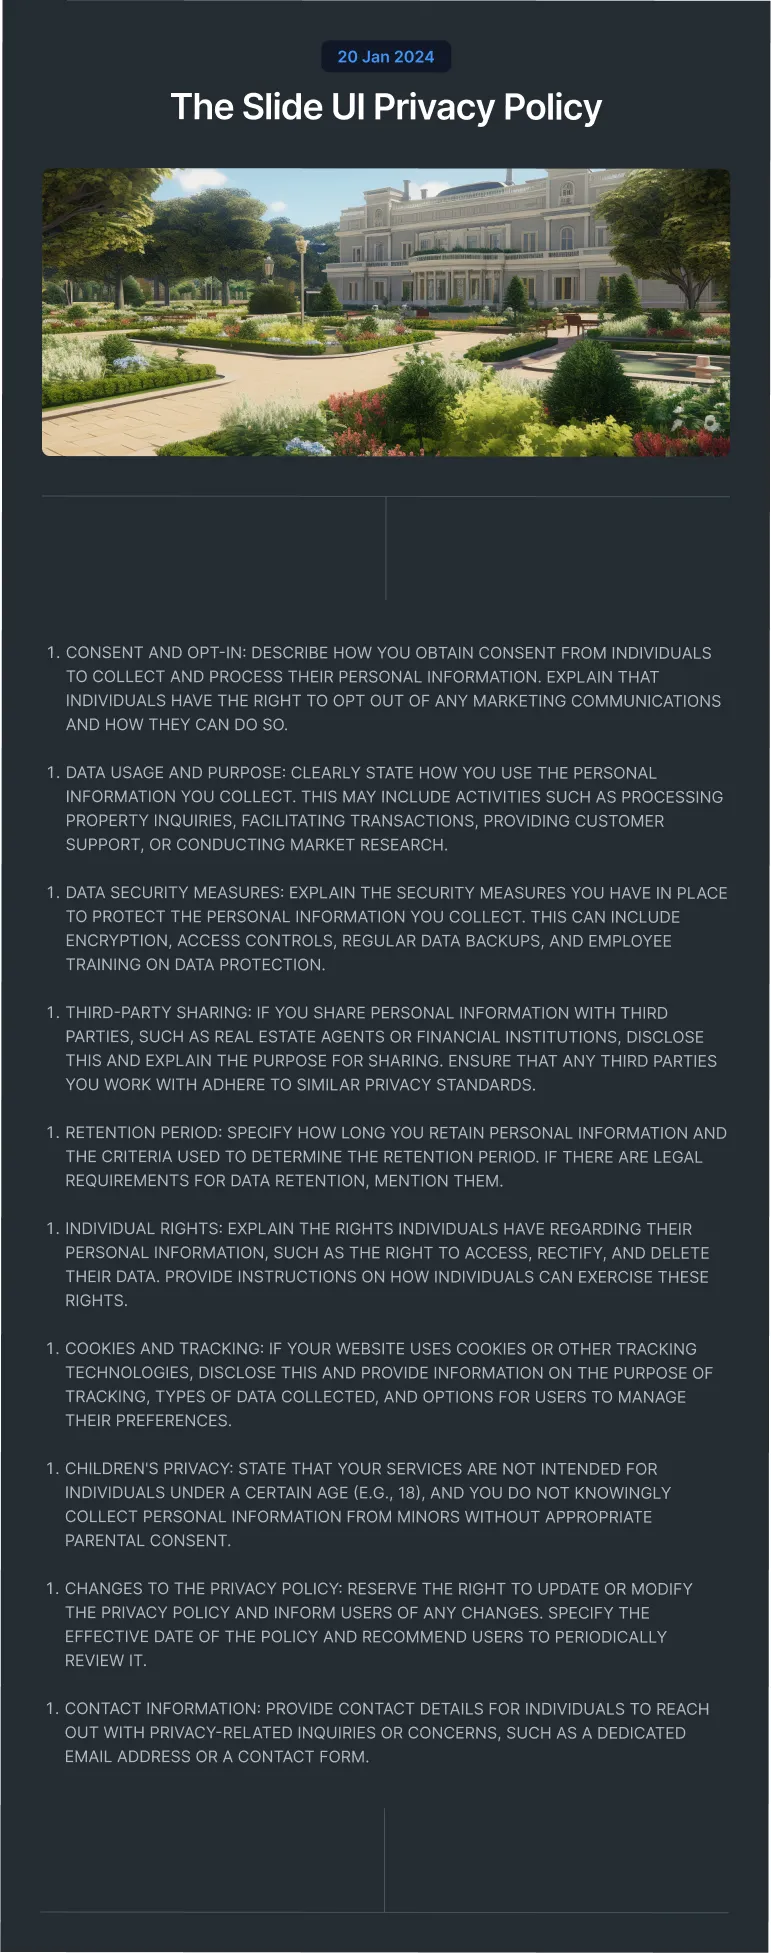 20 Jan 2024
The Slide UI Privacy Policy
1. CONSENT AND OPT-IN: DESCRIBE HOW YOU OBTAIN CONSENT FROM INDIVIDUALS
TO COLLECT AND PROCESS THEIR PERSONAL INFORMATION. EXPLAIN THAT
INDIVIDUALS HAVE THE RIGHT TO OPT OUT OF ANY MARKETING COMMUNICATIONS
AND HOW THEY CAN DO SO.
1. DATA USAGE AND PURPOSE: CLEARLY STATE HOW YOU USE THE PERSONAL
INFORMATION YOU COLLECT. THIS MAY INCLUDE ACTIVITIES SUCH AS PROCESSING
PROPERTY INQUIRIES, FACILITATING TRANSACTIONS, PROVIDING CUSTOMER
SUPPORT, OR CONDUCTING MARKET RESEARCH.
1. DATA SECURITY MEASURES: EXPLAIN THE SECURITY MEASURES YOU HAVE IN PLACE
TO PROTECT THE PERSONAL INFORMATION YOU COLLECT. THIS CAN INCLUDE
ENCRYPTION, ACCESS CONTROLS, REGULAR DATA BACKUPS, AND EMPLOYEE
TRAINING ON DATA PROTECTION.
1. THIRD-PARTY SHARING: IF YOU SHARE PERSONAL INFORMATION WITH THIRD
PARTIES, SUCH AS REAL ESTATE AGENTS OR FINANCIAL INSTITUTIONS, DISCLOSE
THIS AND EXPLAIN THE PURPOSE FOR SHARING. ENSURE THAT ANY THIRD PARTIES
YOU WORK WITH ADHERE TO SIMILAR PRIVACY STANDARDS.
1. RETENTION PERIOD: SPECIFY HOW LONG YOU RETAIN PERSONAL INFORMATION AND
THE CRITERIA USED TO DETERMINE THE RETENTION PERIOD. IF THERE ARE LEGAL
REQUIREMENTS FOR DATA RETENTION, MENTION THEM.
1. INDIVIDUAL RIGHTS: EXPLAIN THE RIGHTS INDIVIDUALS HAVE REGARDING THEIR
PERSONAL INFORMATION, SUCH AS THE RIGHT TO ACCESS, RECTIFY, AND DELETE
THEIR DATA. PROVIDE INSTRUCTIONS ON HOW INDIVIDUALS CAN EXERCISE THESE
RIGHTS.
1. COOKIES AND TRACKING: IF YOUR WEBSITE USES COOKIES OR OTHER TRACKING
TECHNOLOGIES, DISCLOSE THIS AND PROVIDE INFORMATION ON THE PURPOSE OF
TRACKING, TYPES OF DATA COLLECTED, AND OPTIONS FOR USERS TO MANAGE
THEIR PREFERENCES.
1. CHILDREN'S PRIVACY: STATE THAT YOUR SERVICES ARE NOT INTENDED FOR
INDIVIDUALS UNDER A CERTAIN AGE (E.G., 18), AND YOU DO NOT KNOWINGLY
COLLECT PERSONAL INFORMATION FROM MINORS WITHOUT APPROPRIATE
PARENTAL CONSENT.
1. CHANGES TO THE PRIVACY POLICY: RESERVE THE RIGHT TO UPDATE OR MODIFY
THE PRIVACY POLICY AND INFORM USERS OF ANY CHANGES. SPECIFY THE
EFFECTIVE DATE OF THE POLICY AND RECOMMEND USERS TO PERIODICALLY
REVIEW IT.
1. CONTACT INFORMATION: PROVIDE CONTACT DETAILS FOR INDIVIDUALS TO REACH
OUT WITH PRIVACY-RELATED INQUIRIES OR CONCERNS, SUCH AS A DEDICATED
EMAIL ADDRESS OR A CONTACT FORM.